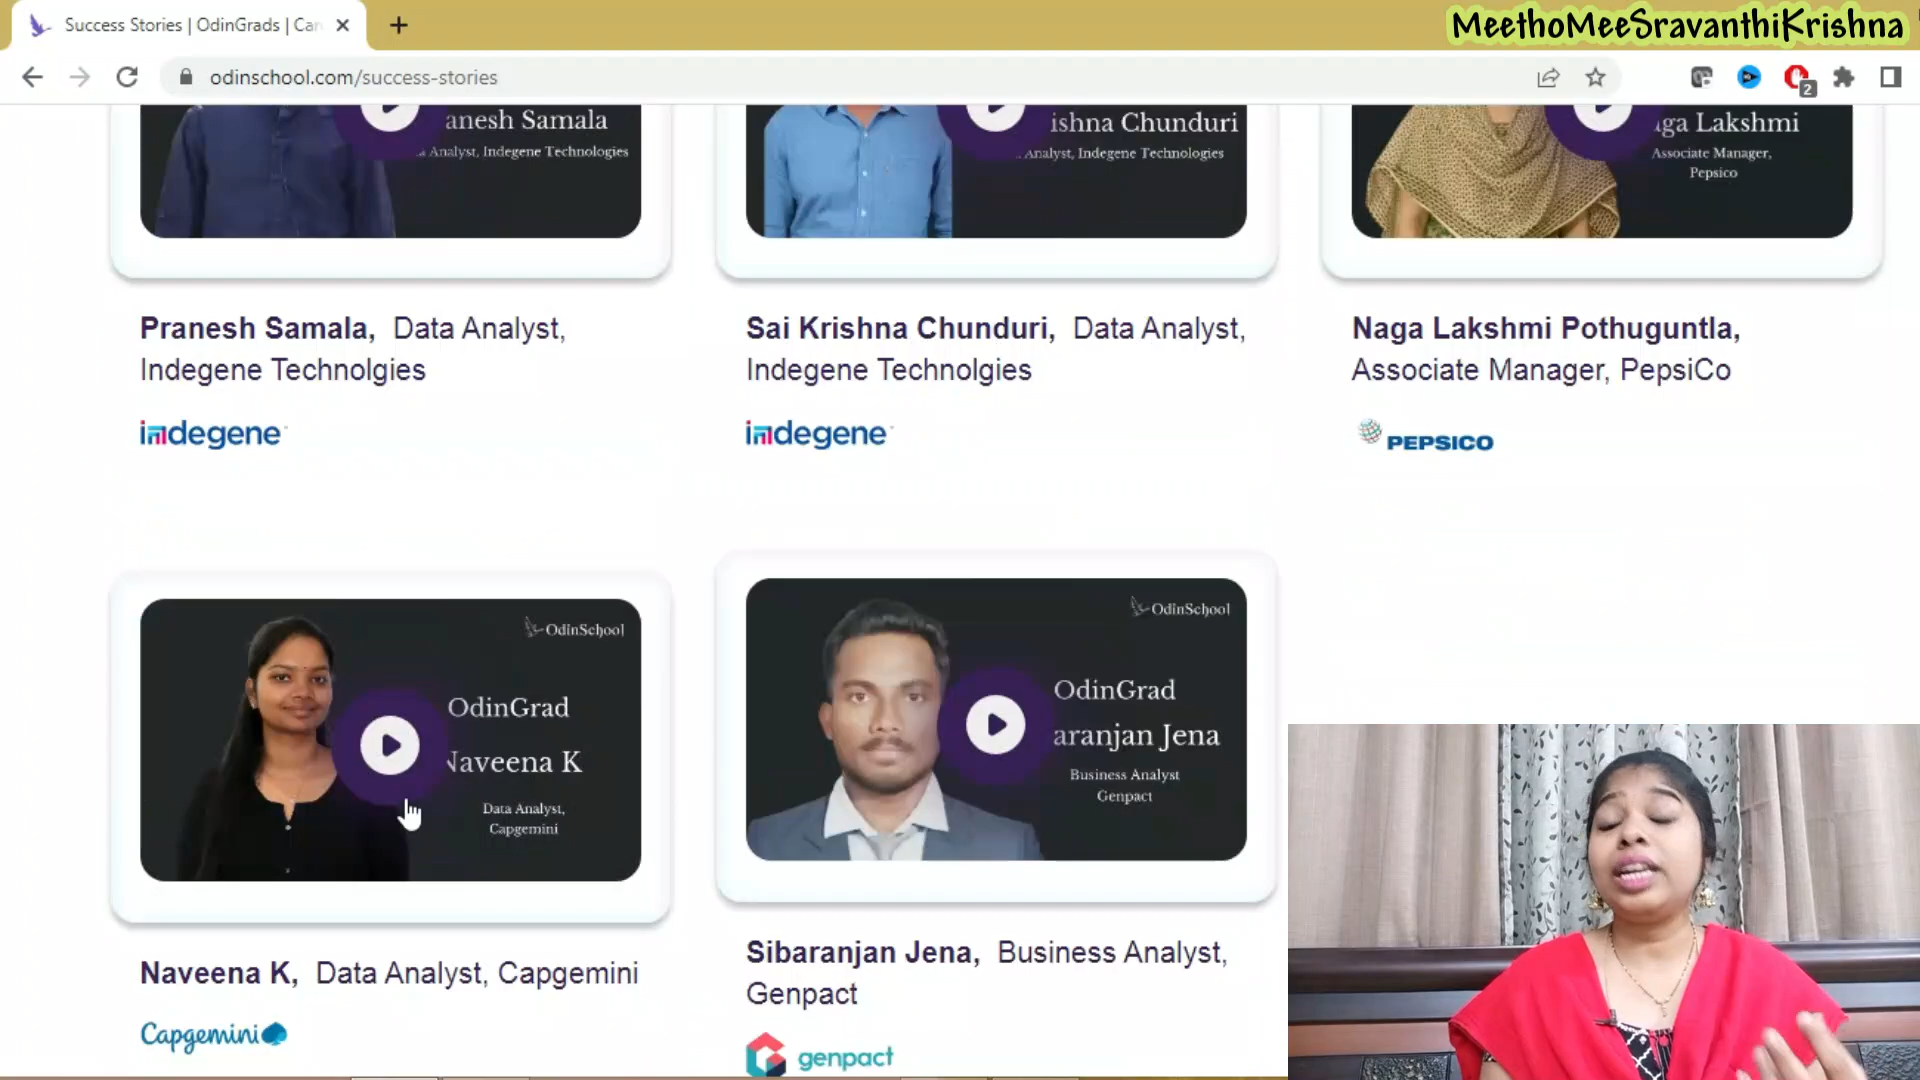 Success Stories | OdinGrads | Car
MeethoMeeSravanthiKrishna
odinschool.com/success-stories
2
anesh Samala
Analyst, Indegene Technologies
ishna Chunduri
Analyst, Indegene Technologies
aga Lakshmi
Associate Manager,
Pepsico
Pranesh Samala, Data Analyst,
Indegene Technolgies
indegene
Sai Krishna Chunduri, Data Analyst,
Indegene Technolgies
indegene
Naga Lakshmi Pothuguntla,
Associate Manager, PepsiCo
PEPSICO
OdinSchool
OdinGrad
Naveena K
Data Analyst,
Capgemini
OdinSchool
OdinGrad
aranjan Jena
Business Analyst
Genpact
Naveena K, Data Analyst, Capgemini
Capgemini
Sibaranjan Jena, Business Analyst,
Genpact
genpact